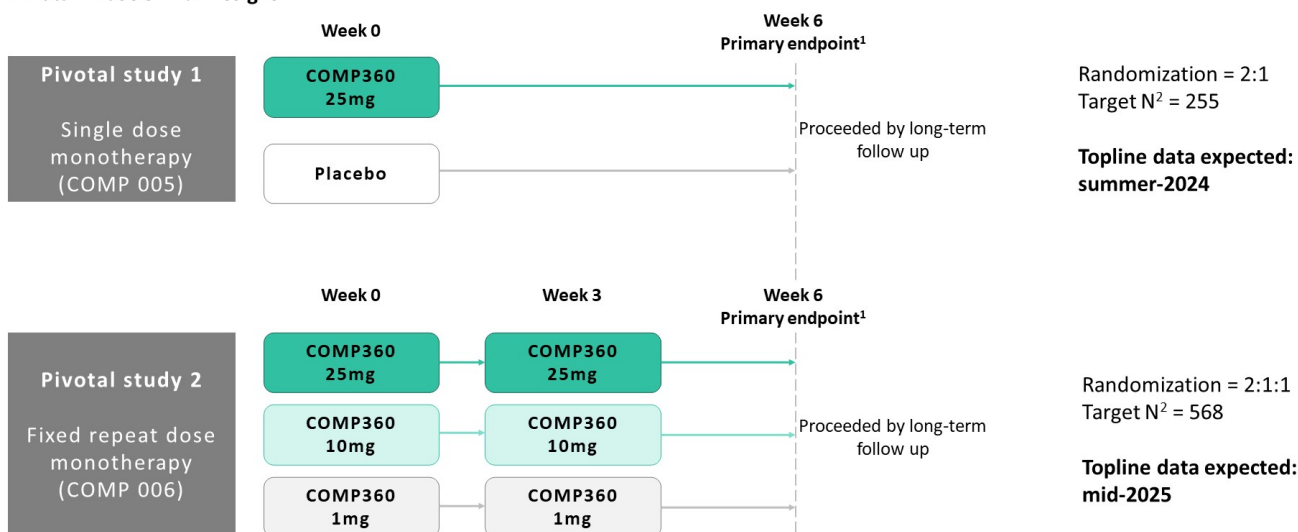 Week 0
Week 6
Primary endpoint¹
Pivotal study 1
Single dose
monotherapy
(COMP 005)
COMP360
25mg
Placebo
Proceeded by long-term
follow up
Randomization = 2:1
Target N² = 255
Topline data expected:
summer-2024
Week 0
Week 3
Week 6
Primary endpoint¹
Pivotal study 2
Fixed repeat dose
monotherapy
(COMP 006)
COMP360
25mg
COMP360
25mg
COMP360
10mg
COMP360
10mg
COMP360
1mg
COMP360
1mg
Proceeded by long-term
follow up
Randomization = 2:1:1
Target N² = 568
Topline data expected:
mid-2025